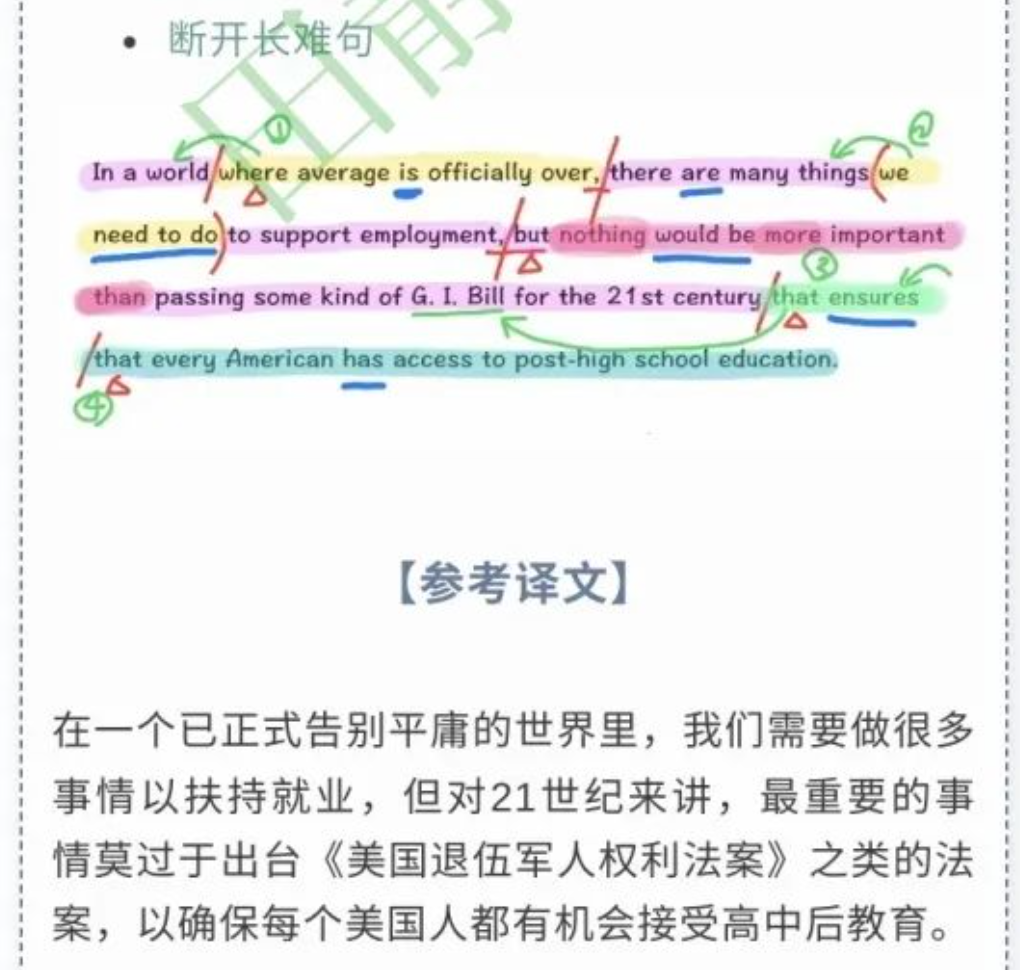 断开长难句
①
②
In a world where average is officially over, there are many things (we
need to do) to support employment, but nothing would be more important
③
than passing some kind of G. I. Bill for the 21st century that ensures
that every American has access to post-high school education.
④
【参考译文】
在一个已正式告别平庸的世界里，我们需要做很多
事情以扶持就业，但对21世纪来讲，最重要的事
情莫过于出台《美国退伍军人权利法案》之类的法
案，以确保每个美国人都有机会接受高中后教育。